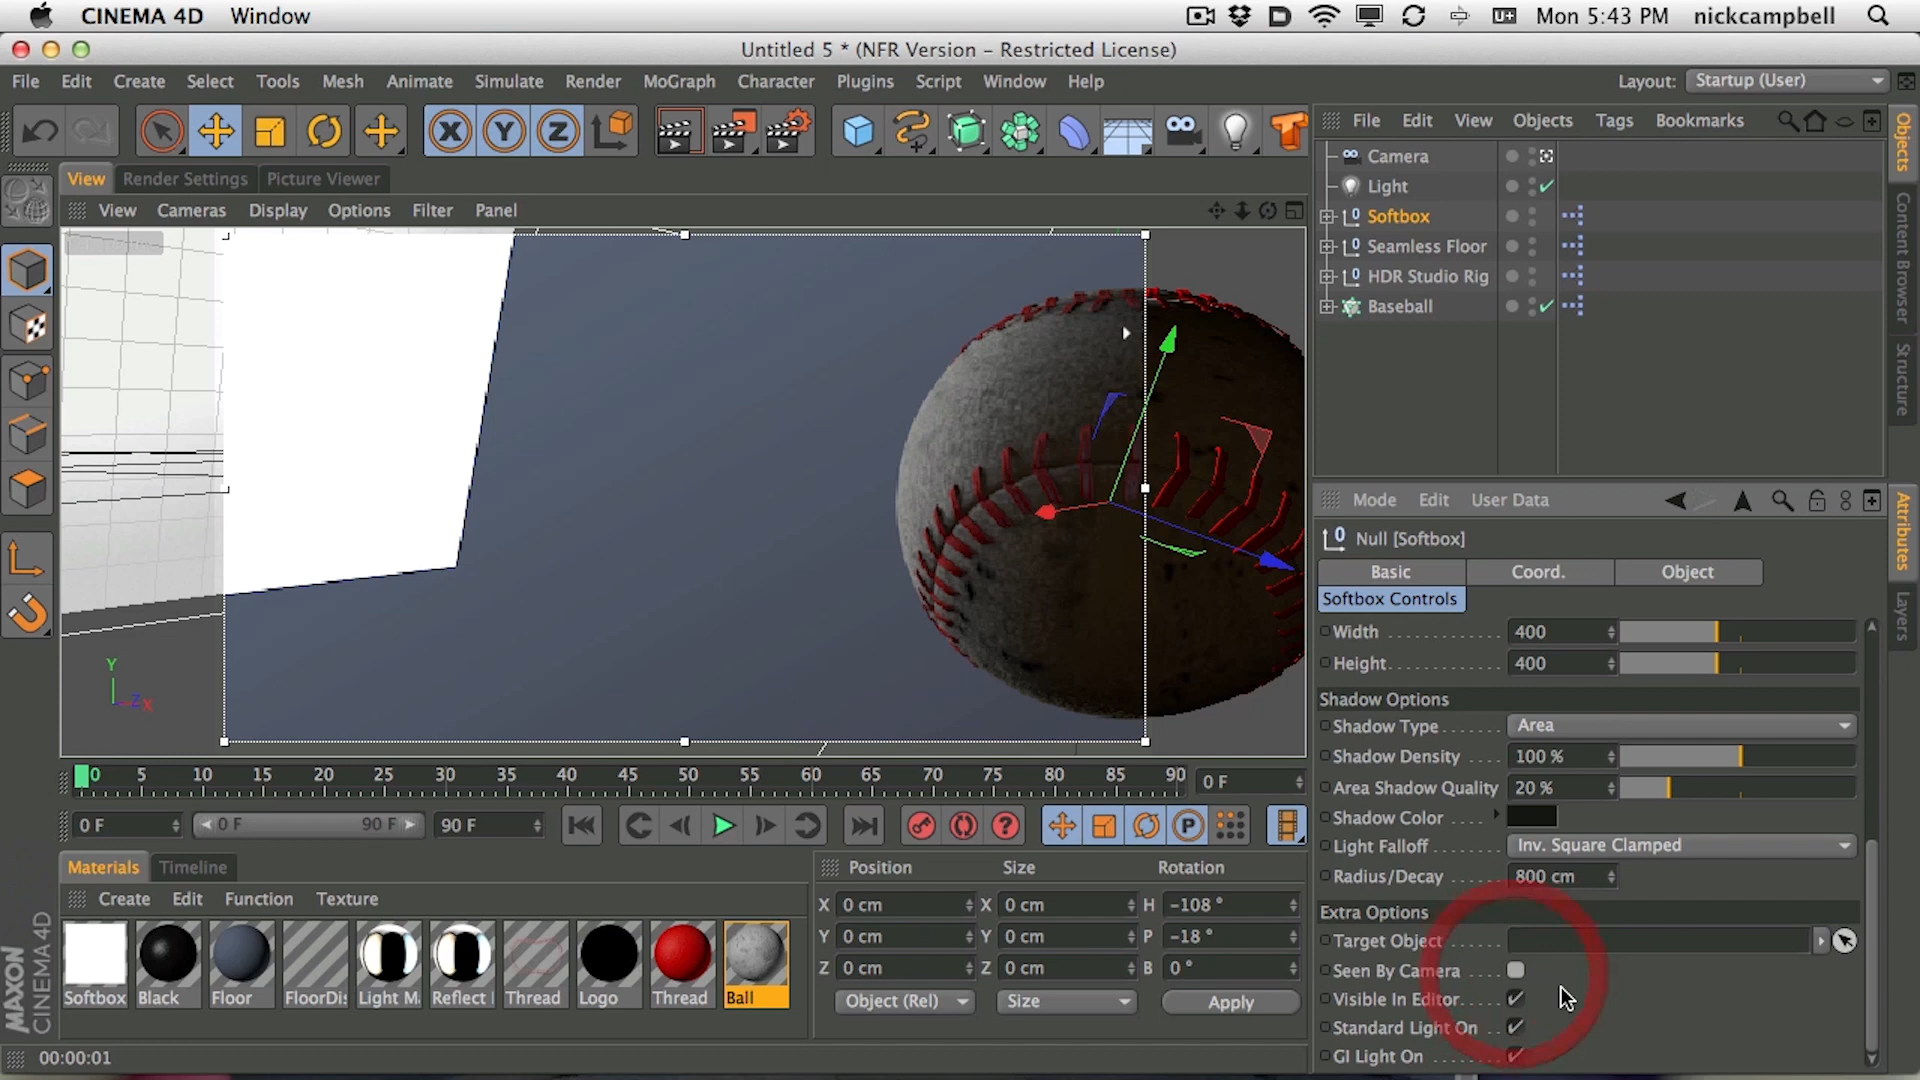 CINEMA 4D Window Mon 5:43 PM nickcampbell
Untitled 5 * (NFR Version – Restricted License)
File Edit Create Select Tools Mesh Animate Simulate Render MoGraph Character Plugins Script Window Help Layout: Startup (User)
X Y Z
File Edit View Objects Tags Bookmarks
View Render Settings Picture Viewer
View Cameras Display Options Filter Panel
Camera
Light
Softbox
Seamless Floor
HDR Studio Rig
Baseball
Objects
Content Browser
Structure
Mode Edit User Data
Null [Softbox]
Basic Coord. Object
Softbox Controls
Width 400
Height 400
Shadow Options
Shadow Type Area
Shadow Density 100 %
Area Shadow Quality 20 %
Shadow Color
Light Falloff Inv. Square Clamped
Radius/Decay 800 cm
Extra Options
Target Object
Seen By Camera
Visible In Editor
Standard Light On
GI Light On
Attributes
Layers
Y
Z X
0 5 10 15 20 25 30 35 40 45 50 55 60 65 70 75 80 85 90 0 F
0 F 0 F 90 F 90 F
Materials Timeline
Create Edit Function Texture
Softbox Black Floor FloorDis Light M Reflect Thread Logo Thread Ball
Position Size Rotation
X 0 cm X 0 cm H -108 °
Y 0 cm Y 0 cm P -18 °
Z 0 cm Z 0 cm B 0 °
Object (Rel) Size Apply
MAXON
CINEMA 4D
00:00:01